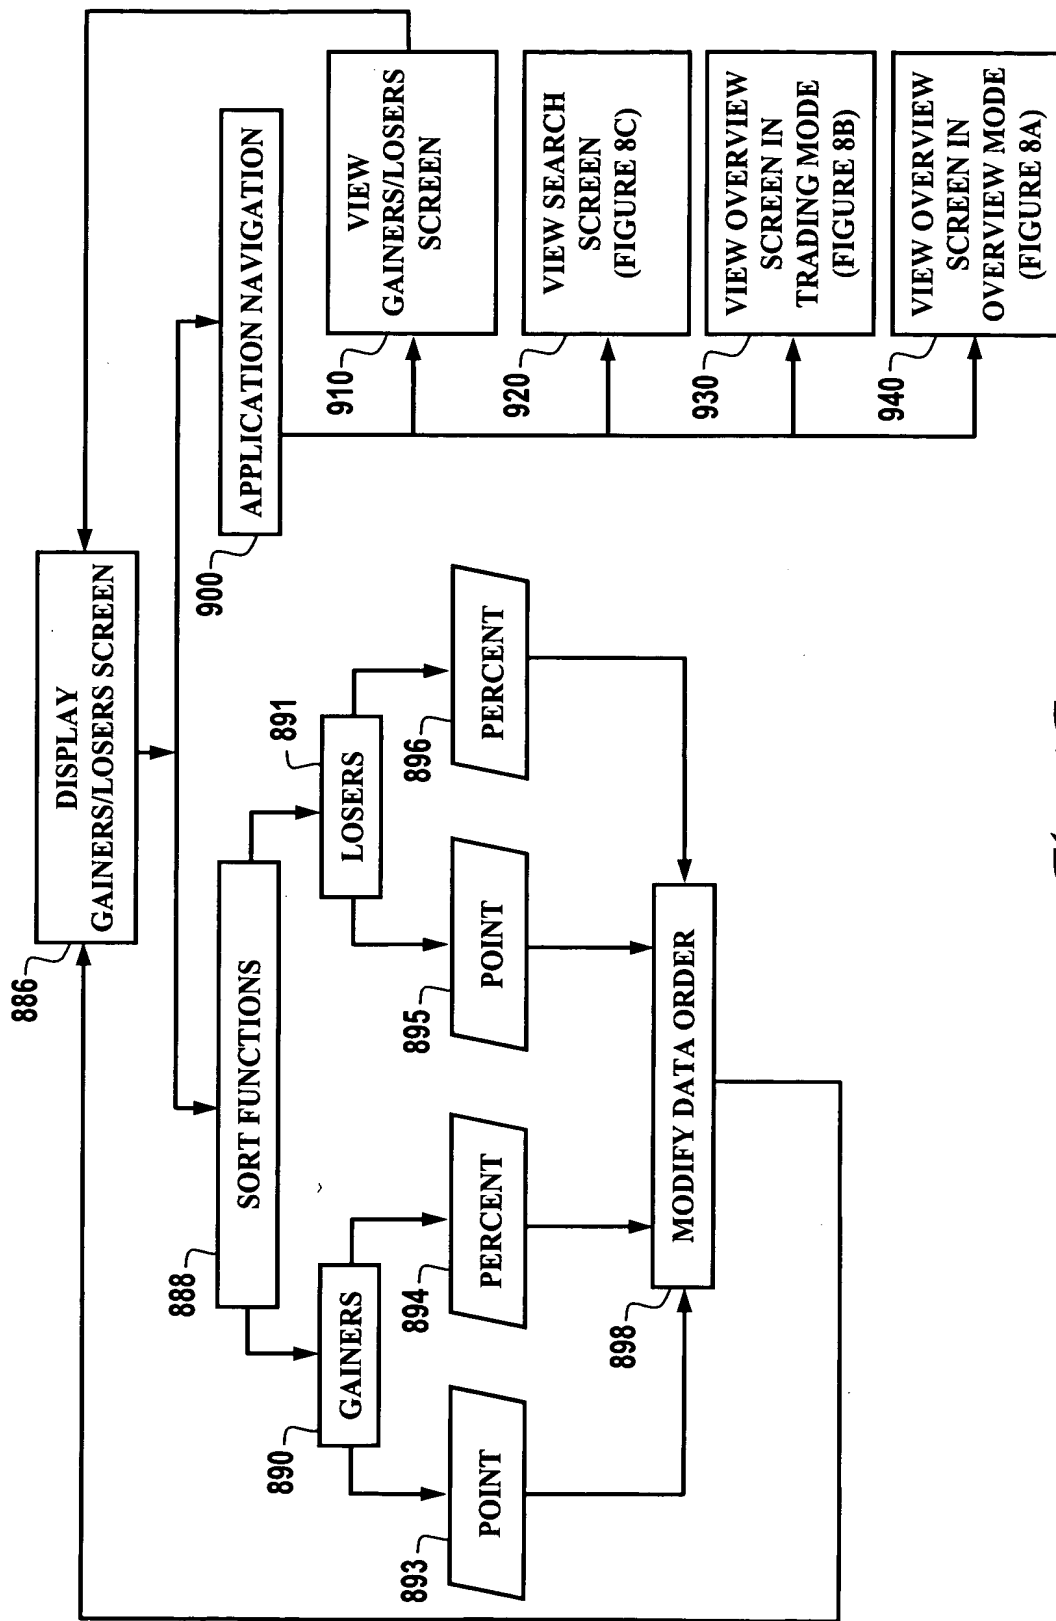 DISPLAY
GAINERS/LOSERS SCREEN
886
SORT FUNCTIONS
888
APPLICATION NAVIGATION
900
GAINERS
890
LOSERS
891
POINT
893
PERCENT
894
POINT
895
PERCENT
896
MODIFY DATA ORDER
898
VIEW
GAINERS/LOSERS
SCREEN
910
VIEW SEARCH
SCREEN
(FIGURE 8C)
920
VIEW OVERVIEW
SCREEN IN
TRADING MODE
(FIGURE 8B)
930
VIEW OVERVIEW
SCREEN IN
OVERVIEW MODE
(FIGURE 8A)
940